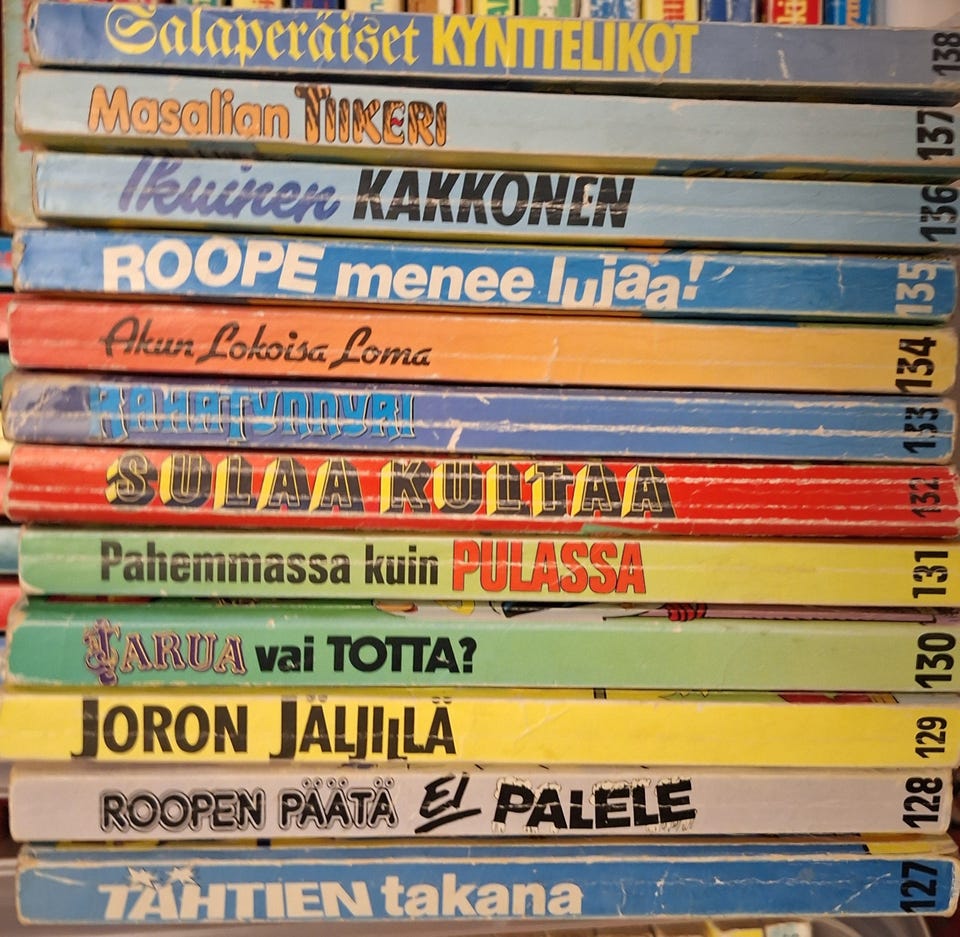 Salaperäiset KYNTTELIKOT 138
Masalian TIIKERI 137
Ikuinen KAKKONEN 136
ROOPE menee lujaa! 135
Akun Lokoisa Loma 134
RAHATYNNYRI 133
SULAA KULTAA 132
Pahemmassa kuin PULASSA 131
TARUA vai TOTTA? 130
JORON JÄLJILLÄ 129
ROOPEN PÄÄTÄ EI PALELE 128
TÄHTIEN takana 127